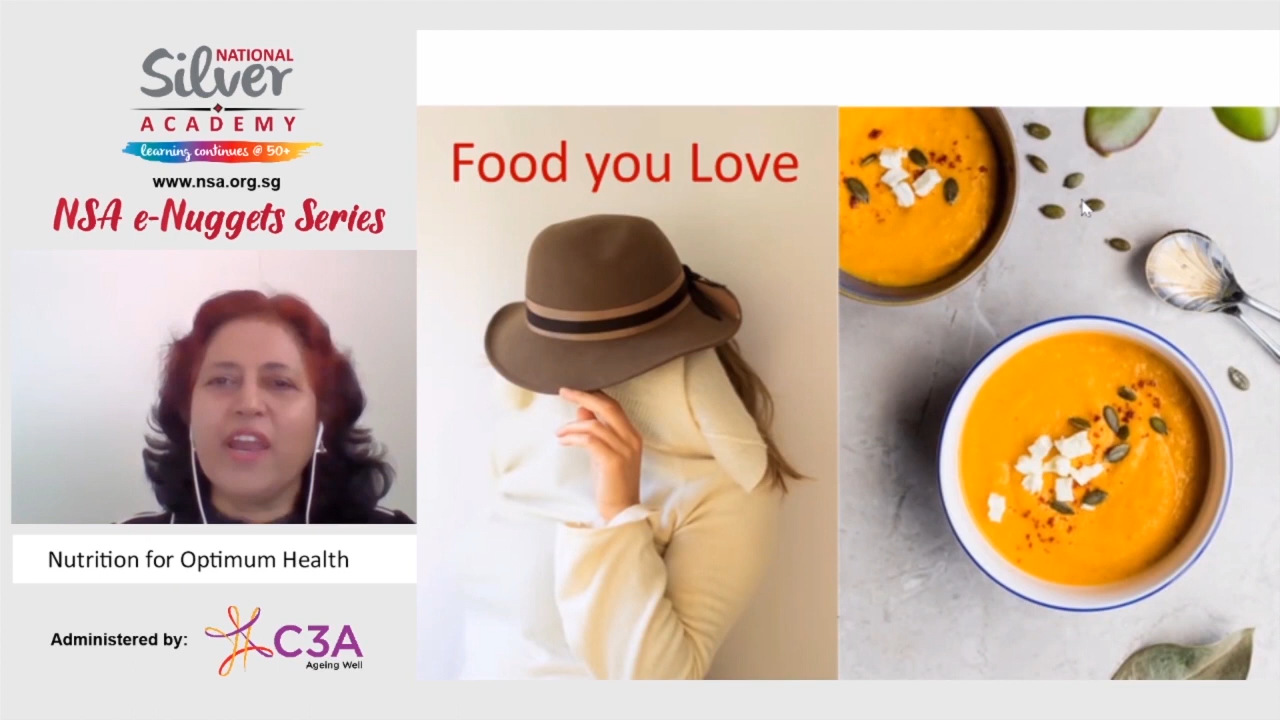 NATIONAL
Silver
ACADEMY
learning continues @ 50+
www.nsa.org.sg
NSA e-Nuggets Series
Nutrition for Optimum Health
Administered by:
C3A
Ageing Well
Food you Love